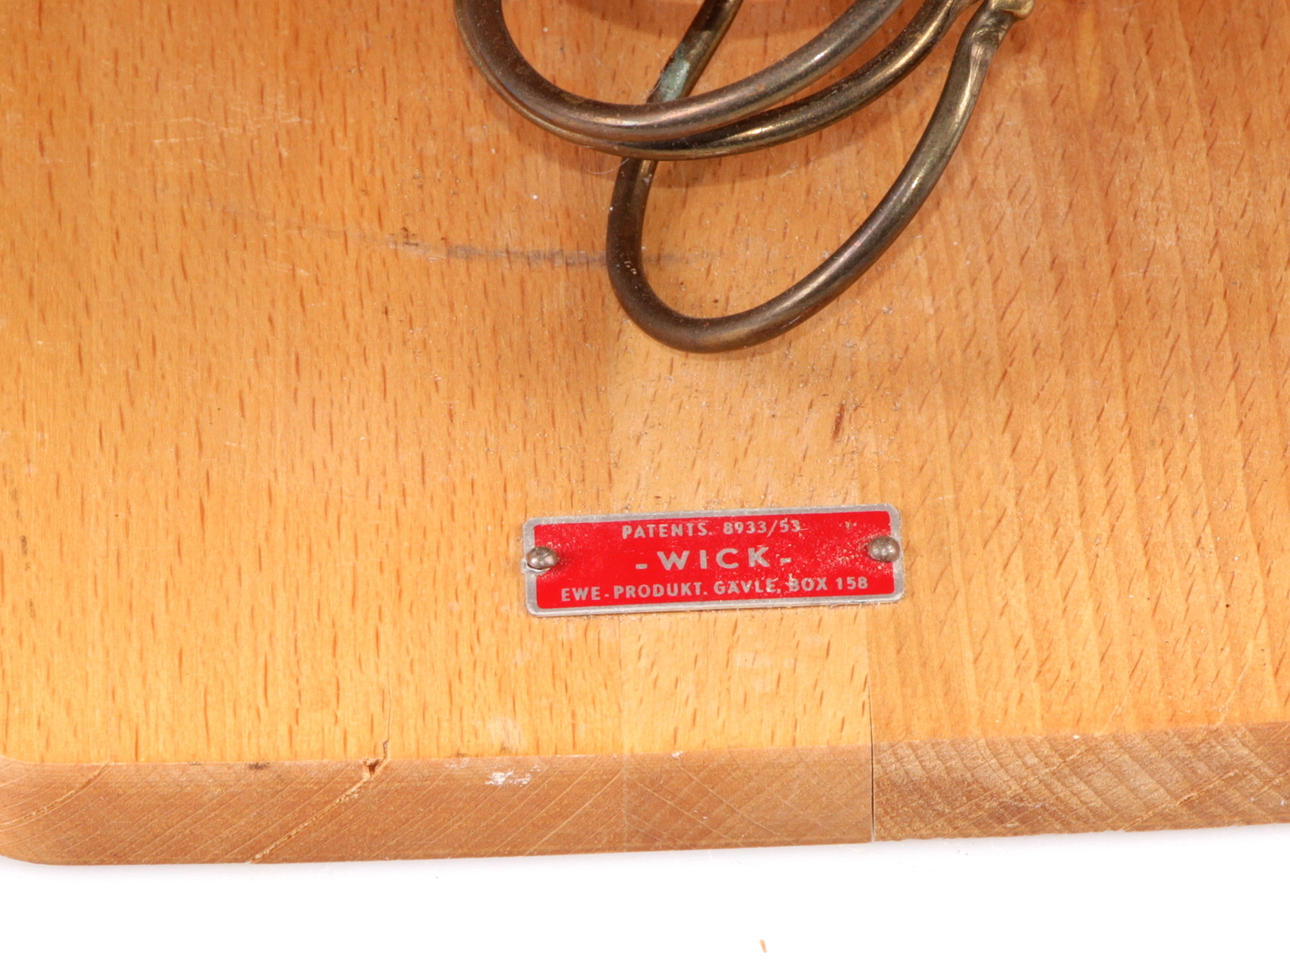 PATENTS. 8933/53
-WICK-
EWE-PRODUKT. GÄVLE, BOX 158